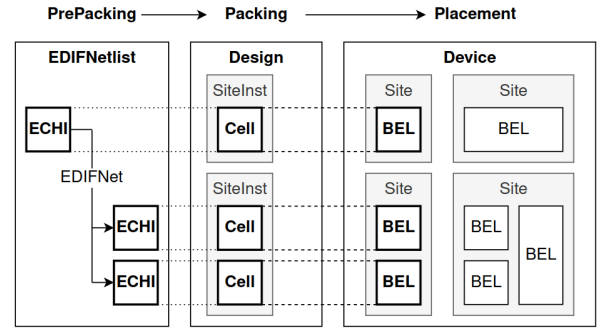 PrePacking Packing Placement
EDIFNetlist Design Device
SiteInst Site Site
ECHI Cell BEL BEL
EDIFNet
SiteInst Site Site
ECHI Cell BEL BEL
BEL
ECHI Cell BEL BEL